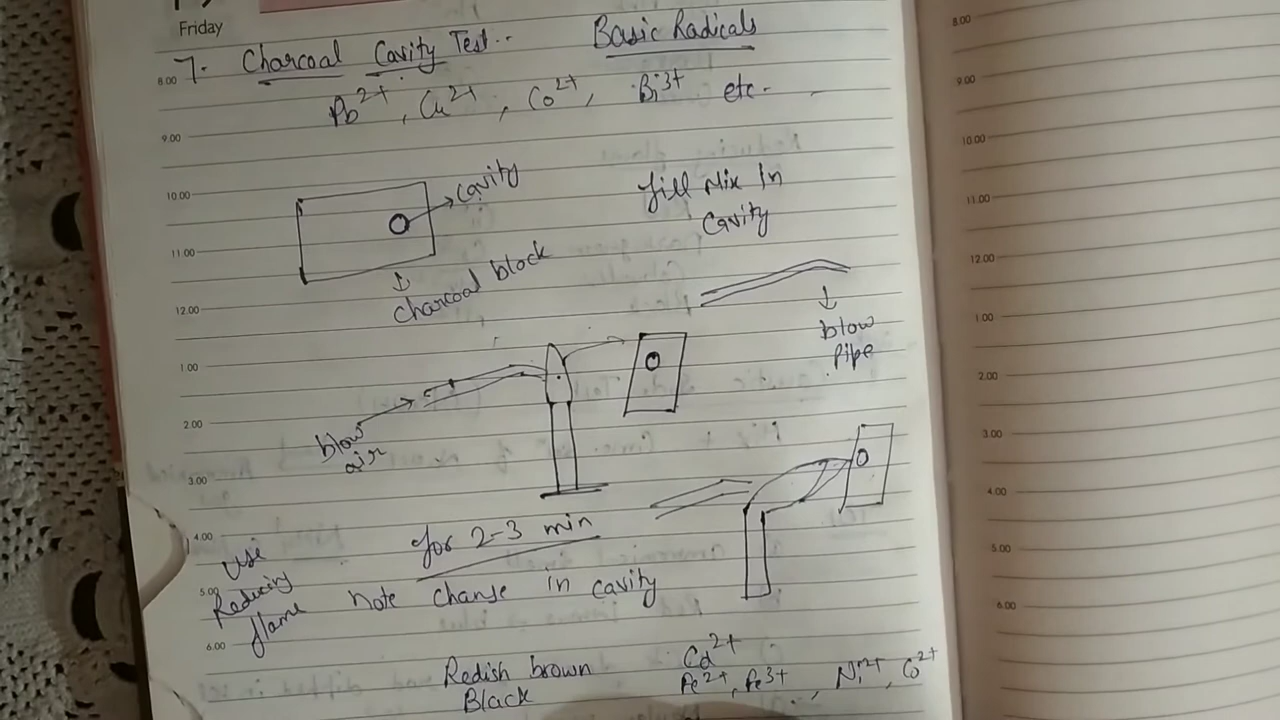 Friday
7. Charcoal Cavity Test.. Basic Radicals
Pb2+, Cu2+, Co2+, Bi3+ etc.
cavity
fill Mix In
Cavity
charcoal block
blow
Pipe
blow
air
Use
Reducing
flame
for 2-3 min
note change in cavity
Redish brown Cd2+
Black Fe2+, Fe3+, Ni2+, Co2+
8.00
9.00
10.00
11.00
12.00
1.00
2.00
3.00
4.00
5.00
6.00
8.00
9.00
10.00
11.00
12.00
1.00
2.00
3.00
4.00
5.00
6.00